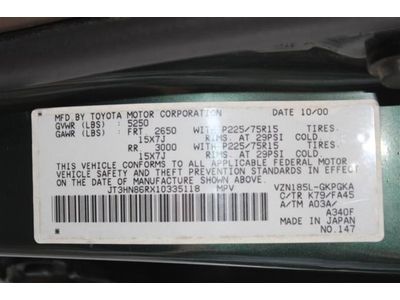 MFD BY TOYOTA MOTOR CORPORATION DATE 10/00
GVWR (LBS) : 5250
GAWR (LBS) : FRT 2650 WITH P225/75R15 TIRES.
15X7J RIMS. AT 29PSI COLD.
RR 3000 WITH P225/75R15 TIRES.
15X7J RIMS. AT 29PSI COLD.
THIS VEHICLE CONFORMS TO ALL APPLICABLE FEDERAL MOTOR
VEHICLE SAFETY AND THEFT PREVENTION STANDARDS IN EFFECT
ON THE DATE OF MANUFACTURE SHOWN ABOVE.
JT3HN86RX10335118 MPV VZN185L-GKPGKA
C/TR K79/FA45
A/TM A03A/
A340F
MADE IN JAPAN
NO.147